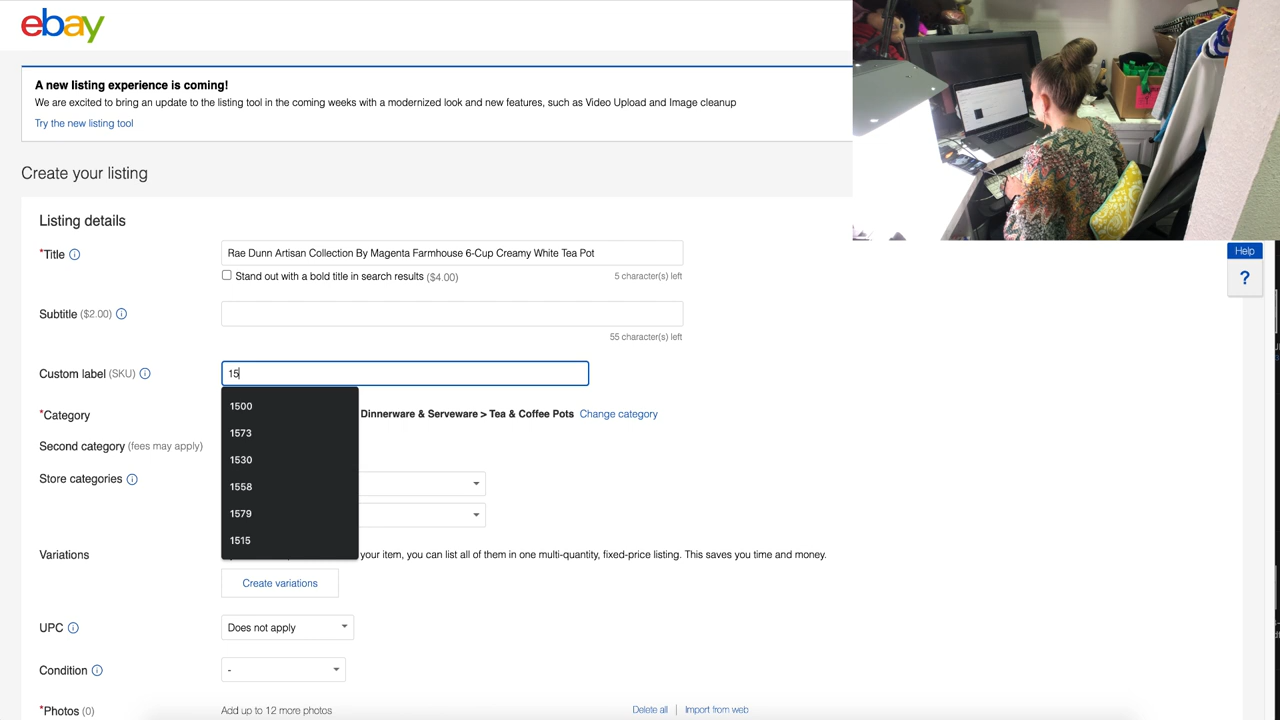 ebay
A new listing experience is coming!
We are excited to bring an update to the listing tool in the coming weeks with a modernized look and new features, such as Video Upload and Image cleanup
Try the new listing tool
Create your listing
Help
?
Listing details
*Title
Rae Dunn Artisan Collection By Magenta Farmhouse 6-Cup Creamy White Tea Pot
Stand out with a bold title in search results ($4.00)
5 character(s) left
Subtitle ($2.00)
55 character(s) left
Custom label (SKU)
15
1500
1573
1530
1558
1579
1515
*Category
Dinnerware & Serveware > Tea & Coffee Pots Change category
Second category (fees may apply)
Store categories
Variations
your item, you can list all of them in one multi-quantity, fixed-price listing. This saves you time and money.
Create variations
UPC
Does not apply
Condition
-
*Photos (0)
Add up to 12 more photos
Delete all | Import from web